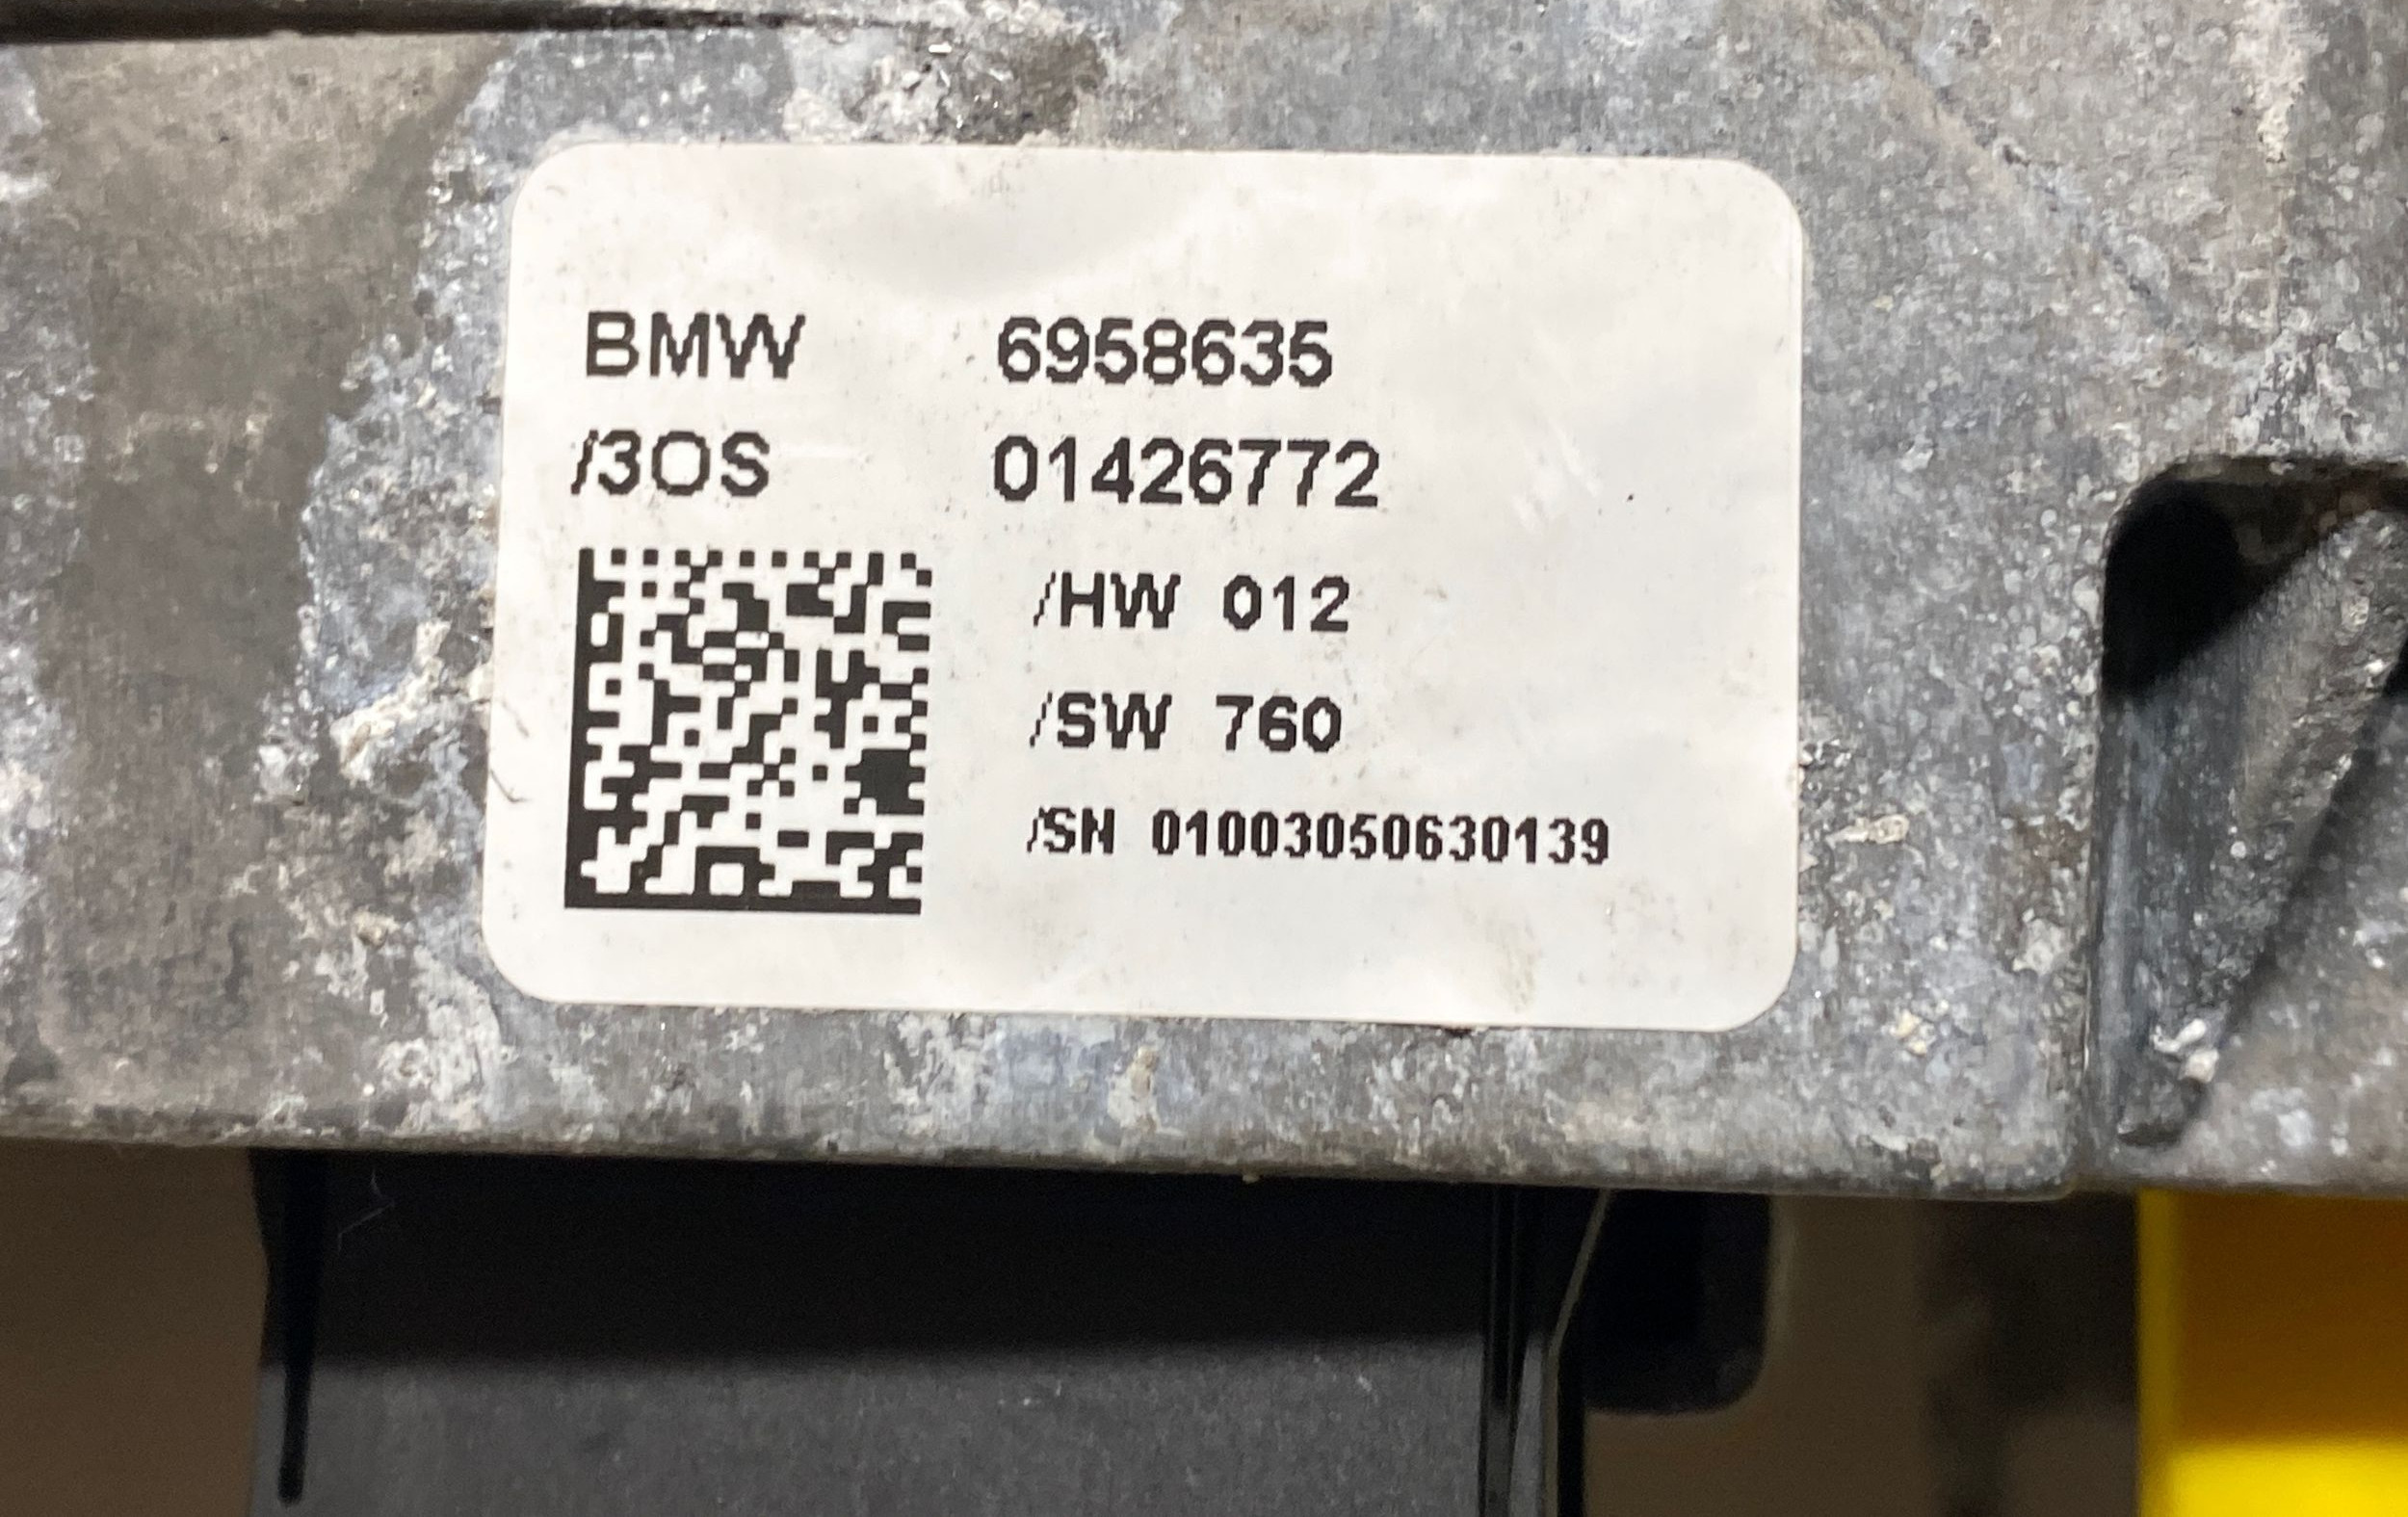 BMW 6958635
/3OS 01426772
/HW 012
/SW 760
/SN 01003050630139